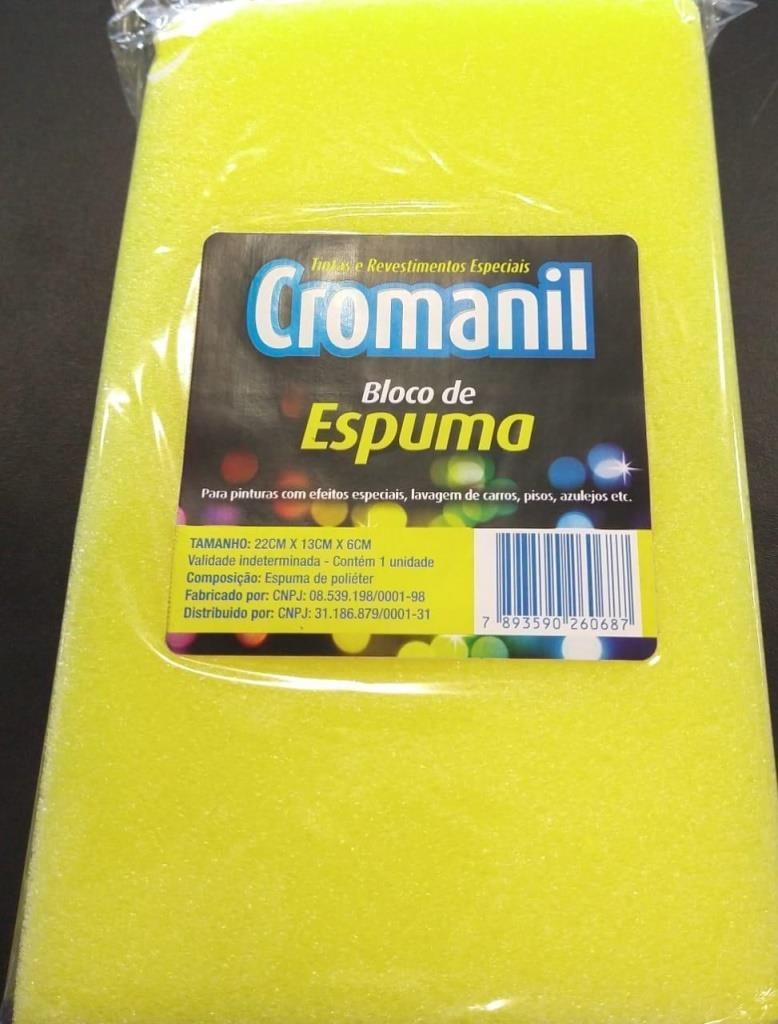 Tintas e Revestimentos Especiais
Cromanil
Bloco de
Espuma
Para pinturas com efeitos especiais, lavagem de carros, pisos, azulejos etc.
TAMANHO: 22CM X 13CM X 6CM
Validade indeterminada - Contém 1 unidade
Composição: Espuma de poliéter
Fabricado por: CNPJ: 08.539.198/0001-98
Distribuido por: CNPJ: 31.186.879/0001-31
7 893590 260687